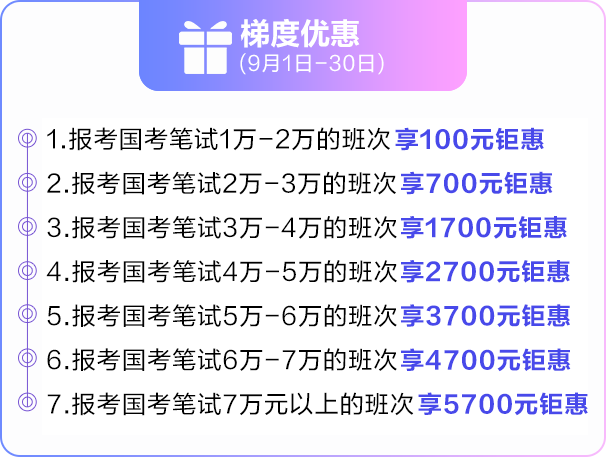 梯度优惠
(9月1日-30日)
1.报考国考笔试1万-2万的班次享100元钜惠
2.报考国考笔试2万-3万的班次享700元钜惠
3.报考国考笔试3万-4万的班次享1700元钜惠
4.报考国考笔试4万-5万的班次享2700元钜惠
5.报考国考笔试5万-6万的班次享3700元钜惠
6.报考国考笔试6万-7万的班次享4700元钜惠
7.报考国考笔试7万元以上的班次享5700元钜惠